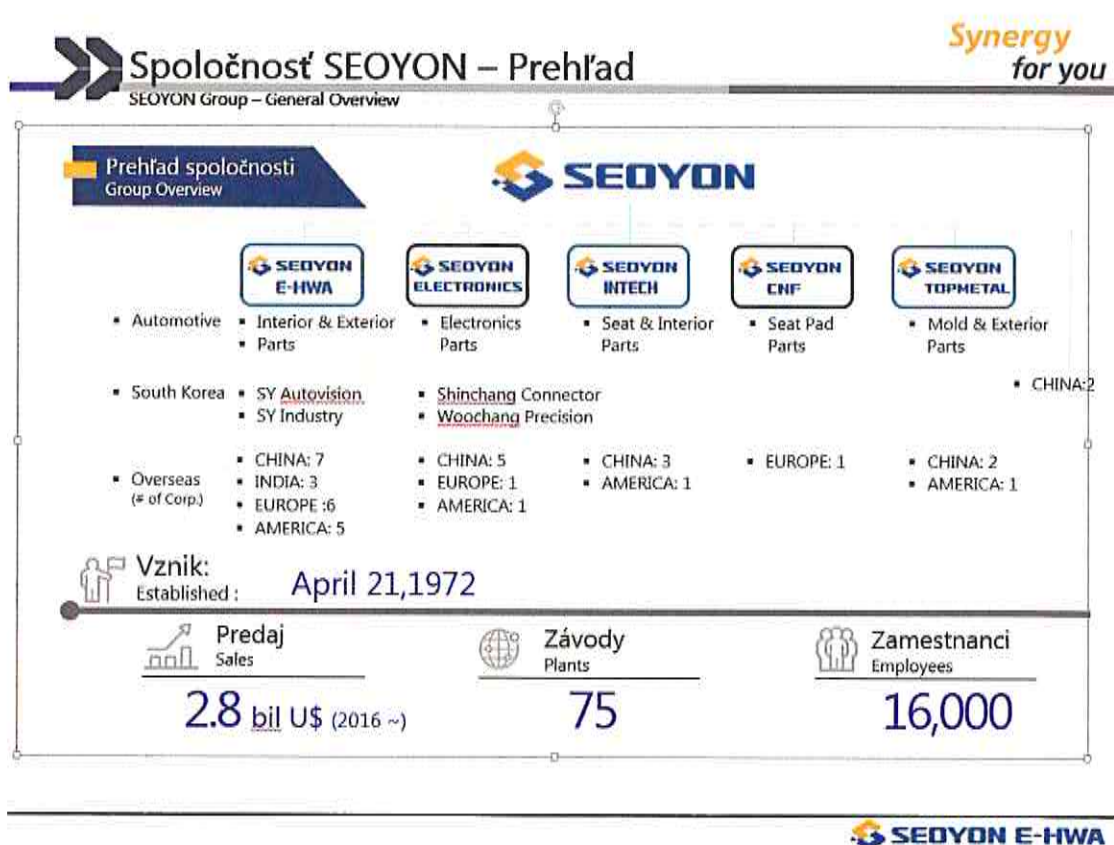 Synergy
for you
Spoločnosť SEOYON – Prehľad
SEOYON Group – General Overview
Prehľad spoločnosti
Group Overview
SEOYON
SEOYON
E-HWA
SEOYON
ELECTRONICS
SEOYON
INTECH
SEOYON
CNF
SEOYON
TOPMETAL
▪ Automotive
▪ Interior & Exterior
▪ Parts
▪ Electronics
Parts
▪ Seat & Interior
Parts
▪ Seat Pad
Parts
▪ Mold & Exterior
Parts
▪ South Korea
▪ SY Autovision
▪ SY Industry
▪ Shinchang Connector
▪ Woochang Precision
▪ CHINA:2
▪ Overseas
(# of Corp.)
▪ CHINA: 7
▪ INDIA: 3
▪ EUROPE :6
▪ AMERICA: 5
▪ CHINA: 5
▪ EUROPE: 1
▪ AMERICA: 1
▪ CHINA: 3
▪ AMERICA: 1
▪ EUROPE: 1
▪ CHINA: 2
▪ AMERICA: 1
Vznik:
Established :
April 21,1972
Predaj
Sales
2.8 bil U$ (2016 ~)
Závody
Plants
75
Zamestnanci
Employees
16,000
SEOYON E-HWA